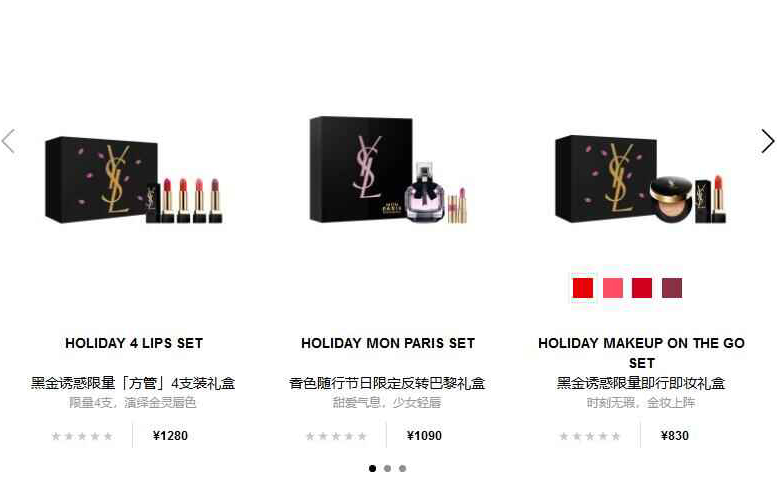 YSL
YSL
MON
PARIS
YSL
HOLIDAY 4 LIPS SET
HOLIDAY MON PARIS SET
HOLIDAY MAKEUP ON THE GO
SET
黑金诱惑限量「方管」4支装礼盒
香色随行节日限定反转巴黎礼盒
黑金诱惑限量即行即妆礼盒
限量4支，演绎金灵唇色
甜爱气息，少女轻唇
时刻无瑕，金妆上阵
¥1280
¥1090
¥830